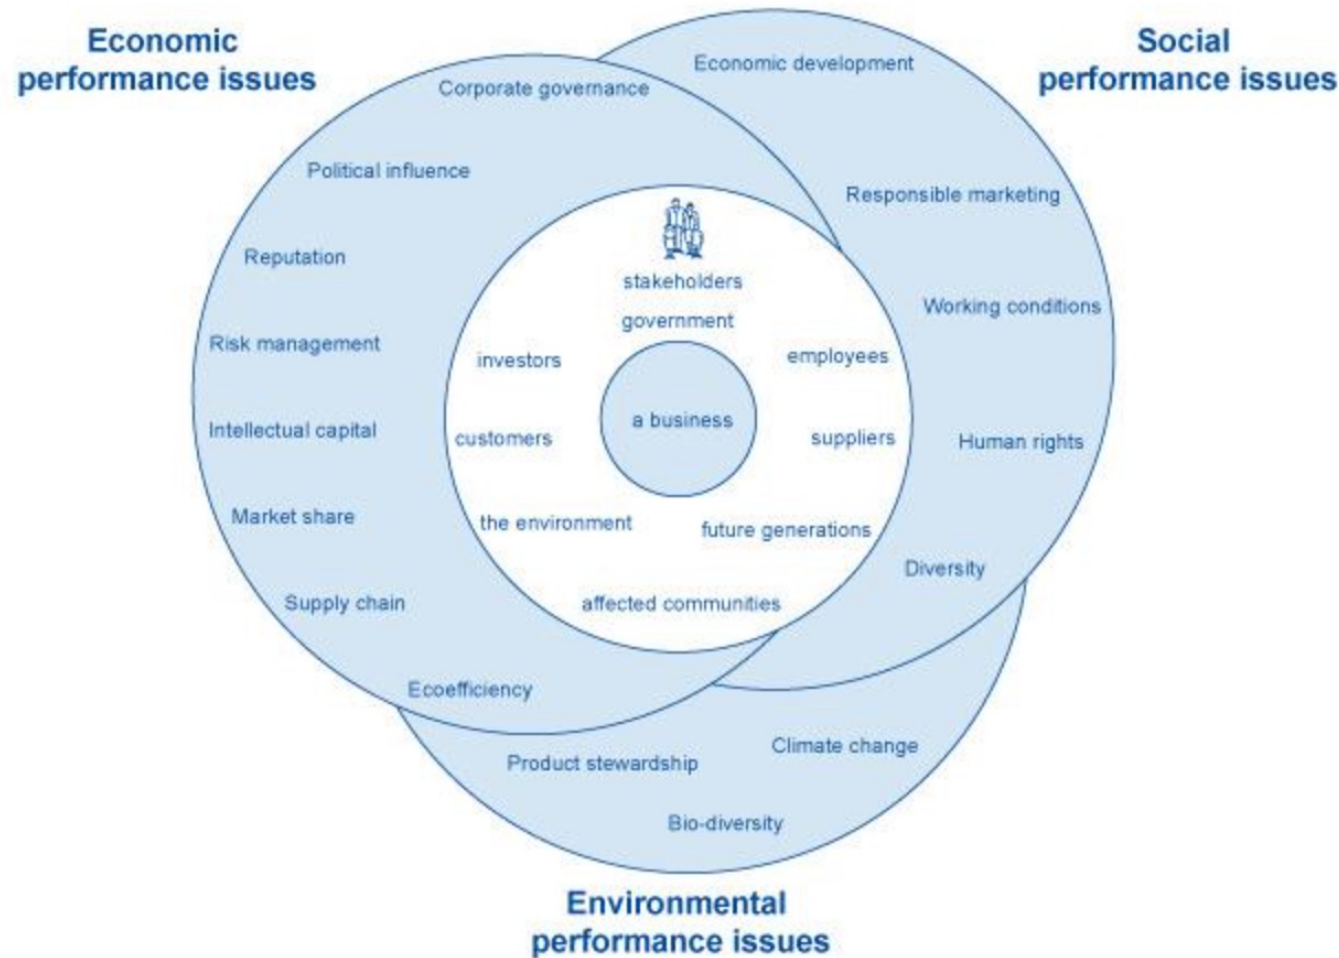 Economic
performance issues
Social
performance issues
Corporate governance
Political influence
Reputation
Risk management
Intellectual capital
Market share
Supply chain
Ecoefficiency
Economic development
Responsible marketing
Working conditions
Human rights
Diversity
stakeholders
government
investors
employees
customers
a business
suppliers
the environment
future generations
affected communities
Product stewardship
Climate change
Bio-diversity
Environmental
performance issues